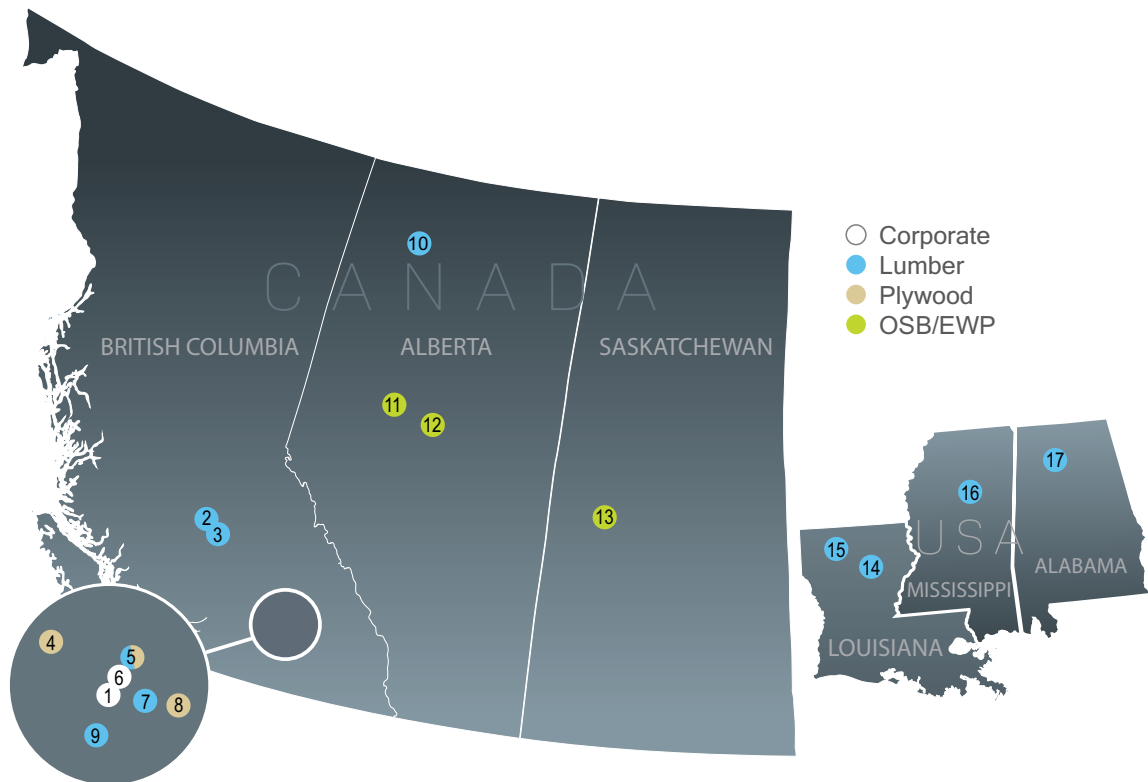 10
CANADA
BRITISH COLUMBIA
ALBERTA
SASKATCHEWAN
11
12
2
3
13
4
5
6
1
7
8
9
Corporate
Lumber
Plywood
OSB/EWP
17
16
USA
15
14
ALABAMA
MISSISSIPPI
LOUISIANA